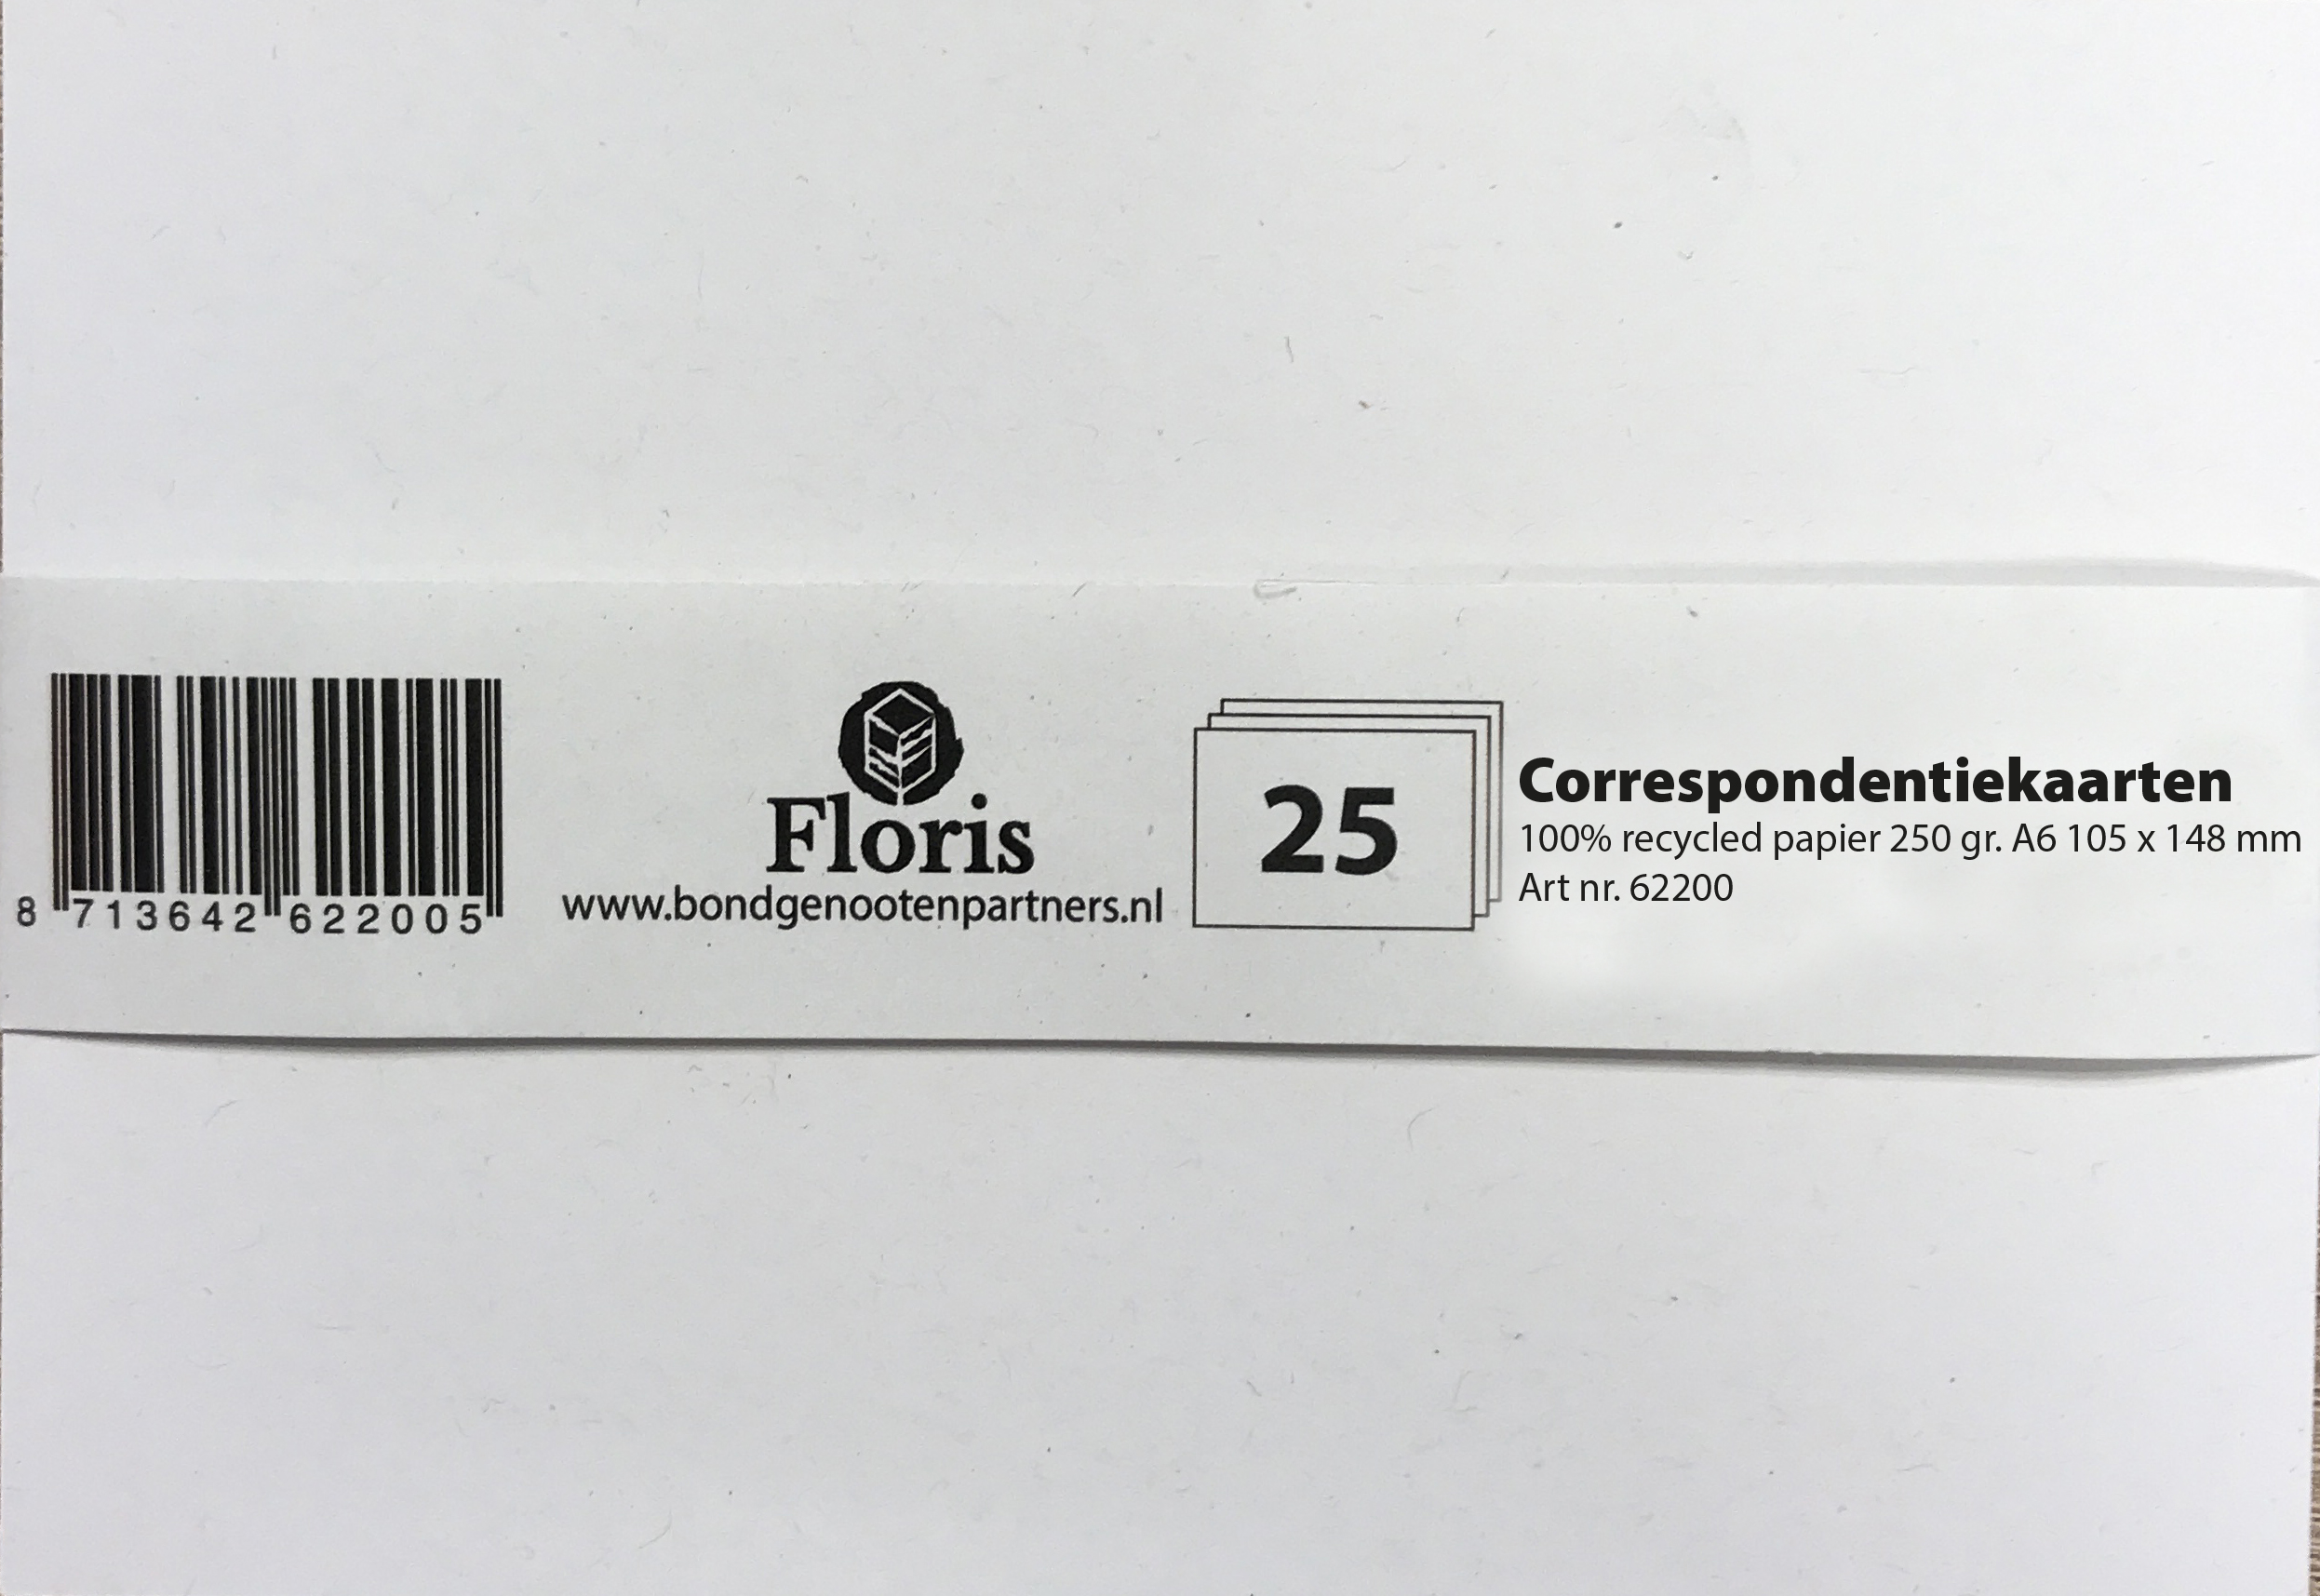 8 713642 622005
Floris
www.bondgenootenpartners.nl
25
Correspondentiekaarten
100% recycled papier 250 gr. A6 105 x 148 mm
Art nr. 62200